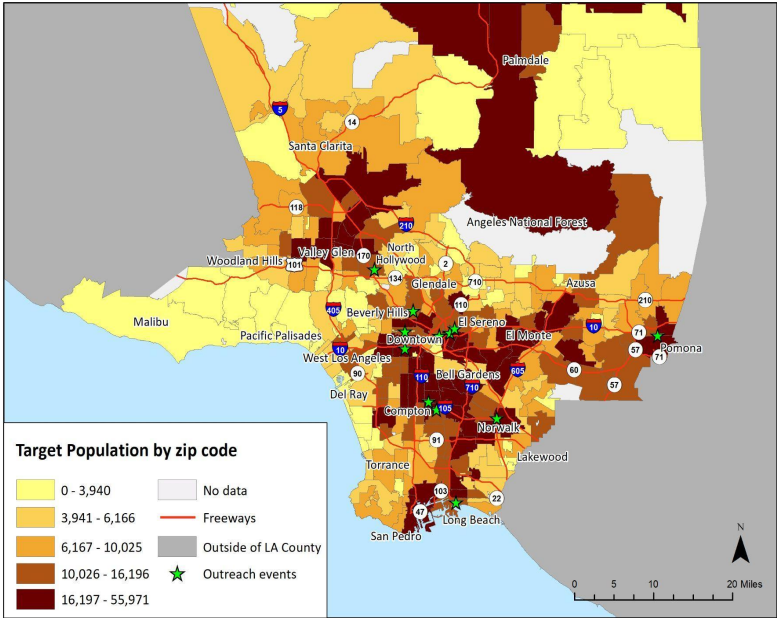 Palmdale
5
14
Santa Clarita
118
210
Angeles National Forest
Valley Glen
170
North
Hollywood
Woodland Hills
101
134
2
Glendale
710
Azusa
210
405
Beverly Hills
110
El Sereno
Malibu
Pacific Palisades
10
Downtown
El Monte
10
71
57
Pomona
71
West Los Angeles
90
110
Bell Gardens
710
605
60
57
Del Ray
Compton
105
Norwalk
91
Torrance
Lakewood
103
22
47
Long Beach
San Pedro
Target Population by zip code
0 - 3,940
No data
3,941 - 6,166
Freeways
6,167 - 10,025
Outside of LA County
10,026 - 16,196
Outreach events
16,197 - 55,971
N
0 5 10 20 Miles